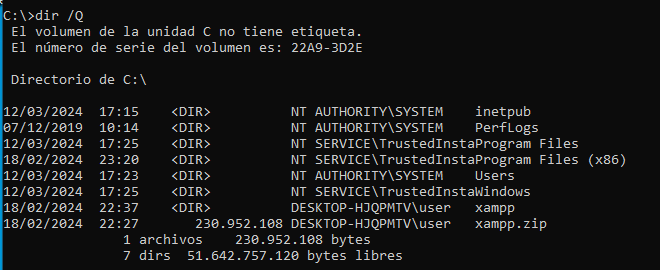 C:\>dir /Q
 El volumen de la unidad C no tiene etiqueta.
 El número de serie del volumen es: 22A9-3D2E

 Directorio de C:\

12/03/2024  17:15    <DIR>          NT AUTHORITY\SYSTEM    inetpub
07/12/2019  10:14    <DIR>          NT AUTHORITY\SYSTEM    PerfLogs
12/03/2024  17:25    <DIR>          NT SERVICE\TrustedInstaProgram Files
18/02/2024  23:20    <DIR>          NT SERVICE\TrustedInstaProgram Files (x86)
12/03/2024  17:23    <DIR>          NT AUTHORITY\SYSTEM    Users
12/03/2024  17:25    <DIR>          NT SERVICE\TrustedInstaWindows
18/02/2024  22:37    <DIR>          DESKTOP-HJQPMTV\user   xampp
18/02/2024  22:27       230.952.108 DESKTOP-HJQPMTV\user   xampp.zip
               1 archivos    230.952.108 bytes
               7 dirs  51.642.757.120 bytes libres